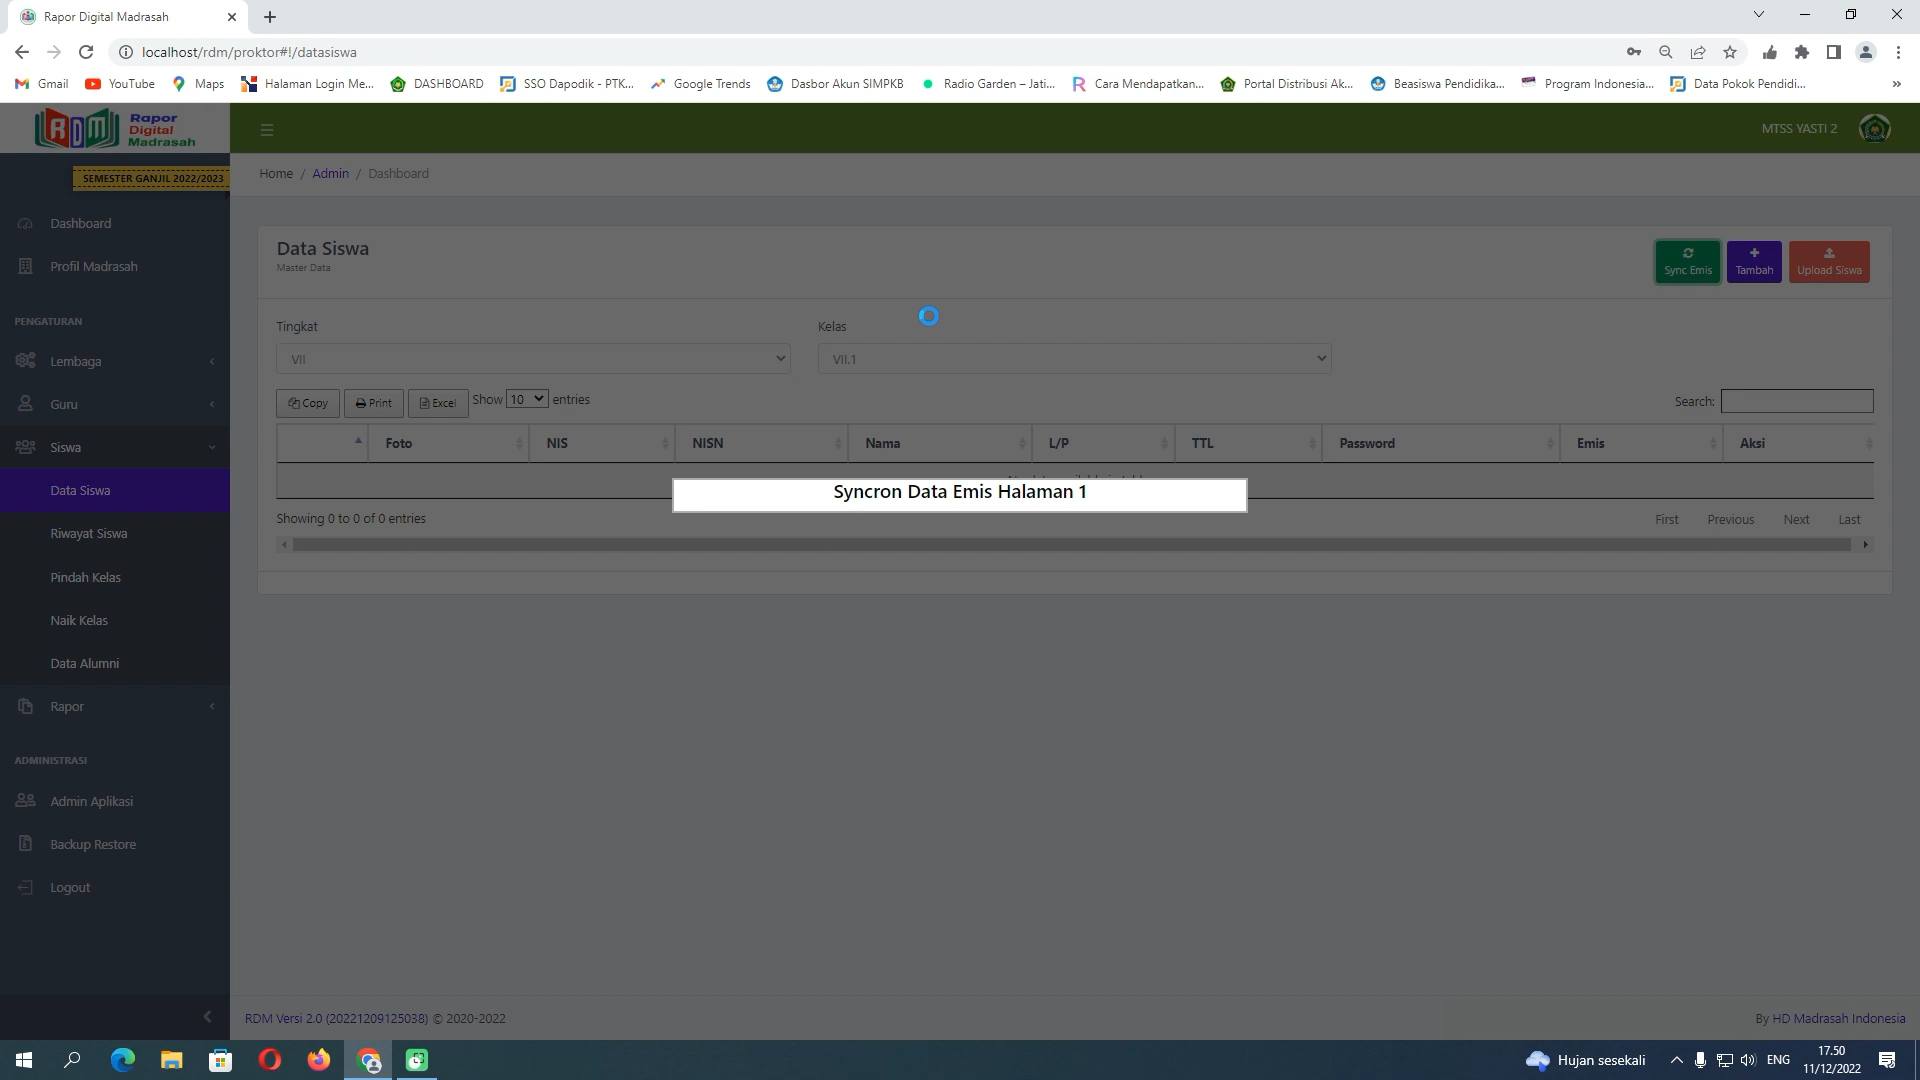 Rapor Digital Madrasah
localhost/rdm/proktor#!/datasiswa
Gmail YouTube Maps Halaman Login Me... DASHBOARD SSO Dapodik - PTK... Google Trends Dasbor Akun SIMPKB Radio Garden – Jati... Cara Mendapatkan... Portal Distribusi Ak... Beasiswa Pendidika... Program Indonesia... Data Pokok Pendidi... »
RDM Rapor
Digital
Madrasah
MTSS YASTI 2
SEMESTER GANJIL 2022/2023
Home / Admin / Dashboard
Dashboard
Profil Madrasah
PENGATURAN
Lembaga
Guru
Siswa
Data Siswa
Riwayat Siswa
Pindah Kelas
Naik Kelas
Data Alumni
Rapor
ADMINISTRASI
Admin Aplikasi
Backup Restore
Logout
Data Siswa
Master Data
Sync Emis Tambah Upload Siswa
Tingkat Kelas
VII VII.1
Copy Print Excel Show 10 entries Search:
Foto NIS NISN Nama L/P TTL Password Emis Aksi
Syncron Data Emis Halaman 1
Showing 0 to 0 of 0 entries First Previous Next Last
RDM Versi 2.0 (20221209125038) © 2020-2022 By HD Madrasah Indonesia
Hujan sesekali ENG 17.50
11/12/2022